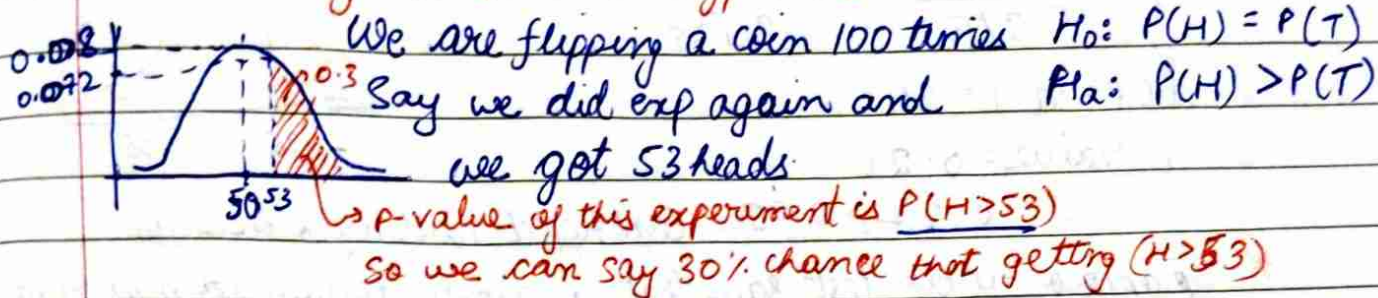 We are flipping a coin 100 times H₀: P(H) = P(T)
0.072
0.3
Say we did exp again and Ha: P(H) > P(T)
we got 53 heads.
50 53
↳ p-value of this experiment is P(H>53)
So we can say 30% chance that getting (H>53)